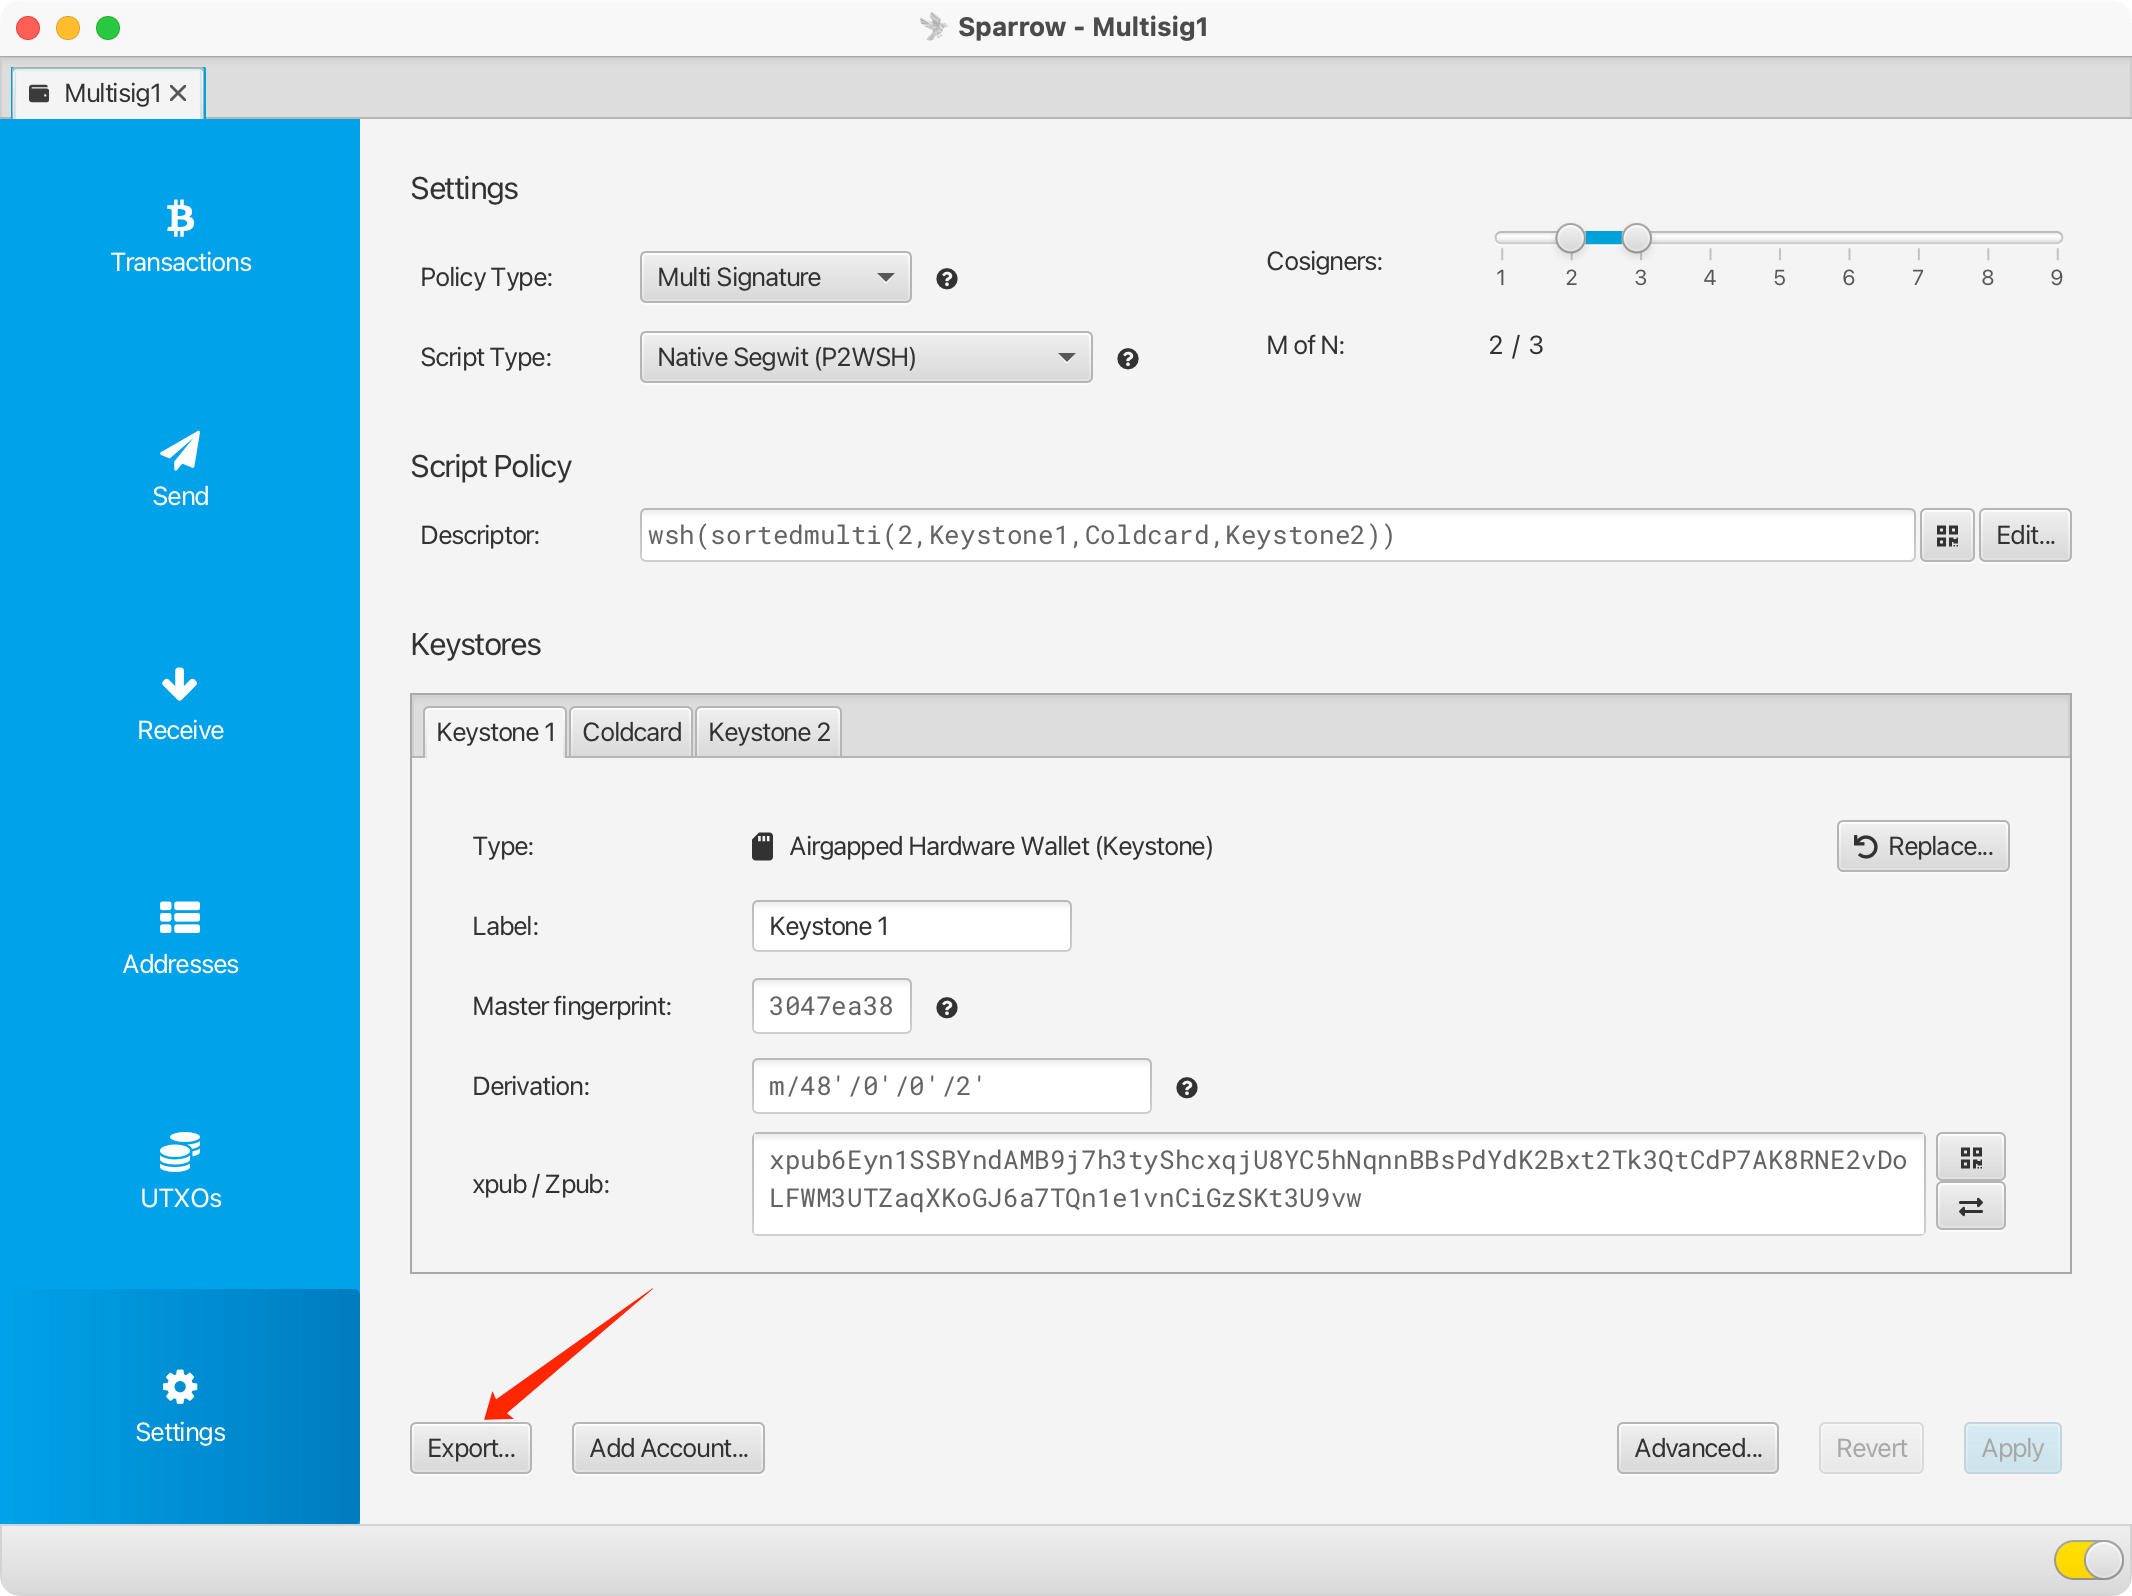 Sparrow - Multisig1
Multisig1
Transactions
Send
Receive
Addresses
UTXOs
Settings
Settings
Policy Type: Multi Signature
Cosigners:
1 2 3 4 5 6 7 8 9
Script Type: Native Segwit (P2WSH)
M of N: 2 / 3
Script Policy
Descriptor: wsh(sortedmulti(2,Keystone1,Coldcard,Keystone2)) Edit...
Keystores
Keystone 1 Coldcard Keystone 2
Type: Airgapped Hardware Wallet (Keystone) Replace...
Label: Keystone 1
Master fingerprint: 3047ea38
Derivation: m/48'/0'/0'/2'
xpub / Zpub:
xpub6Eyn1SSBYndAMB9j7h3tyShcxqjU8YC5hNqnnBBsPdYdK2Bxt2Tk3QtCdP7AK8RNE2vDo
LFWM3UTZaqXKoGJ6a7TQn1e1vnCiGzSKt3U9vw
Export... Add Account... Advanced... Revert Apply